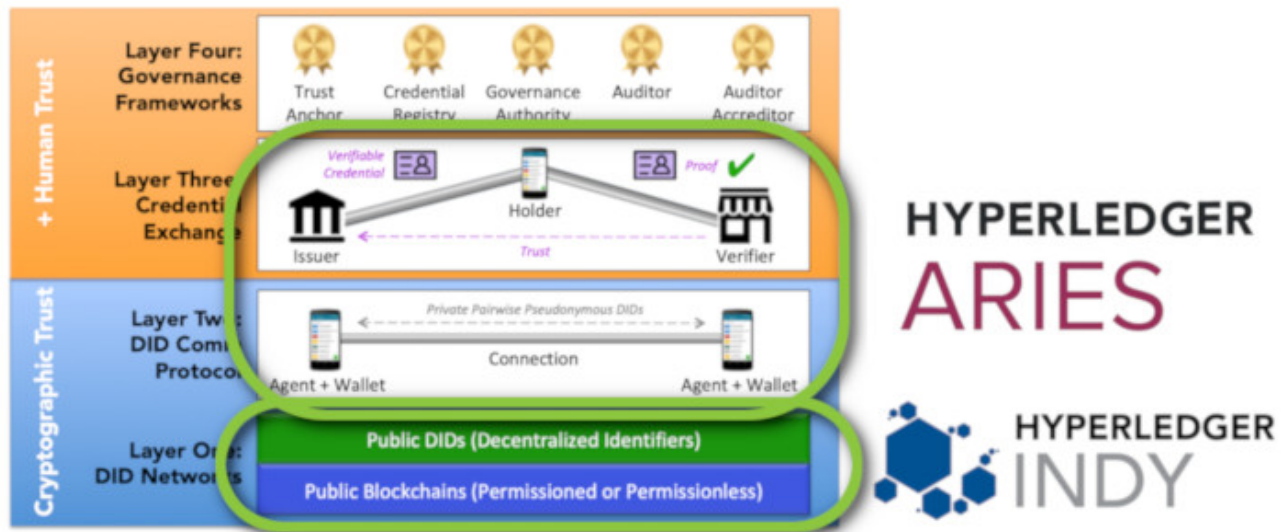 + Human Trust
Layer Four:
Governance
Frameworks
Trust
Anchor
Credential
Registry
Governance
Authority
Auditor
Auditor
Accreditor
Layer Three
Credential
Exchange
Verifiable
Credential
Proof
Holder
Issuer
Trust
Verifier
Cryptographic Trust
Layer Two:
DID Comm
Protocol
Private Pairwise Pseudonymous DIDs
Connection
Agent + Wallet
Agent + Wallet
Layer One:
DID Networks
Public DIDs (Decentralized Identifiers)
Public Blockchains (Permissioned or Permissionless)
HYPERLEDGER
ARIES
HYPERLEDGER
INDY